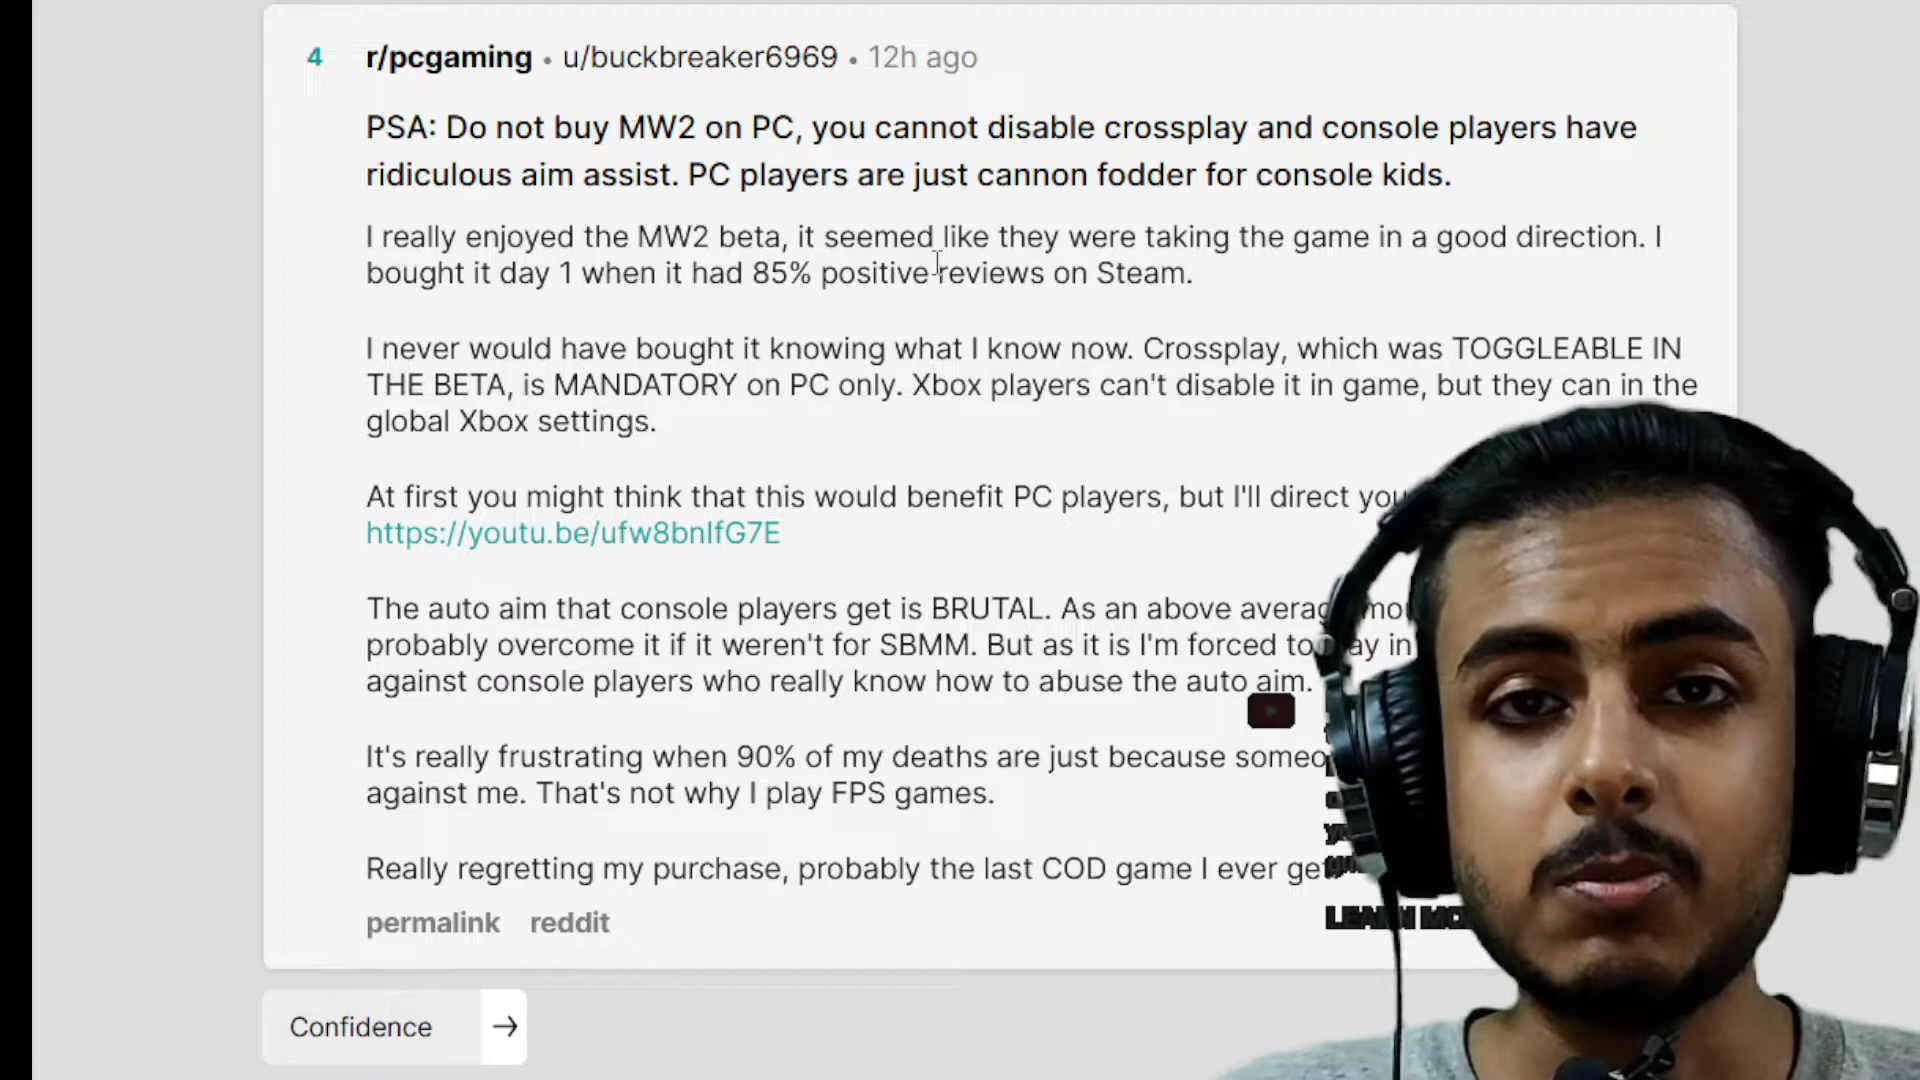 4 r/pcgaming • u/buckbreaker6969 • 12h ago
PSA: Do not buy MW2 on PC, you cannot disable crossplay and console players have
ridiculous aim assist. PC players are just cannon fodder for console kids.
I really enjoyed the MW2 beta, it seemed like they were taking the game in a good direction. I
bought it day 1 when it had 85% positive reviews on Steam.
I never would have bought it knowing what I know now. Crossplay, which was TOGGLEABLE IN
THE BETA, is MANDATORY on PC only. Xbox players can't disable it in game, but they can in the
global Xbox settings.
At first you might think that this would benefit PC players, but I'll direct you
https://youtu.be/ufw8bnlfG7E
The auto aim that console players get is BRUTAL. As an above
probably overcome it if it weren't for SBMM. But as it is I'm forced to in
against console players who really know how to abuse the auto aim.
It's really frustrating when 90% of my deaths are just because
against me. That's not why I play FPS games.
Really regretting my purchase, probably the last COD game I ever
permalink reddit
LEARN
Confidence →